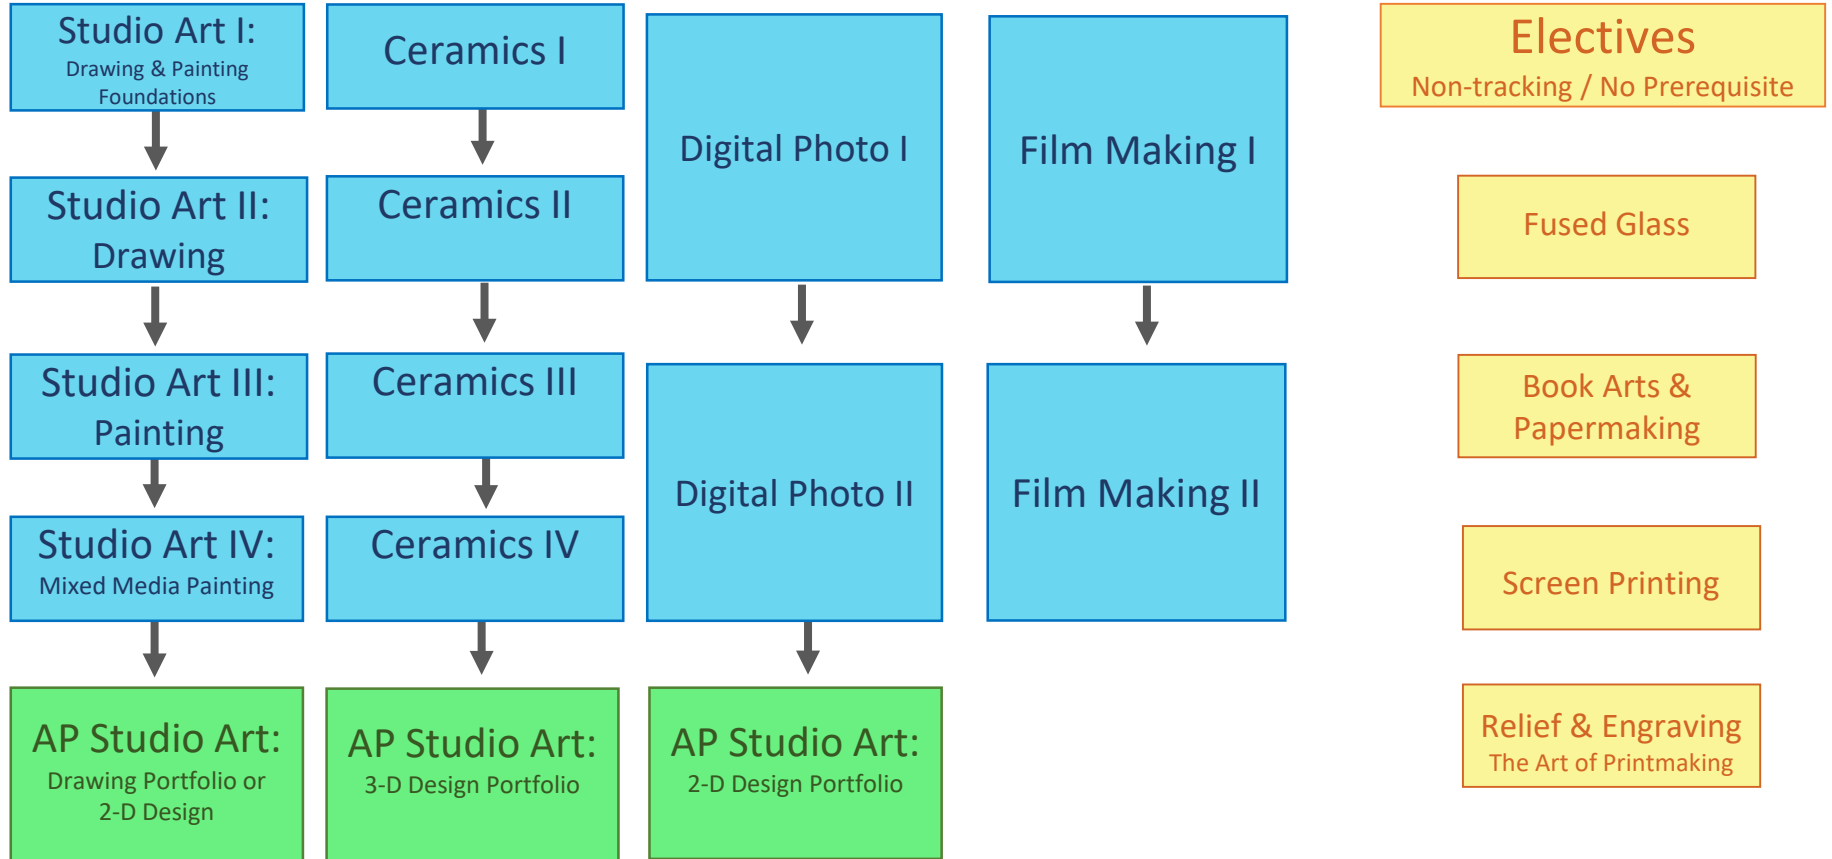 Studio Art I:
Drawing & Painting
Foundations
Studio Art II:
Drawing
Studio Art III:
Painting
Studio Art IV:
Mixed Media Painting
AP Studio Art:
Drawing Portfolio or
2-D Design
Ceramics I
Ceramics II
Ceramics III
Ceramics IV
AP Studio Art:
3-D Design Portfolio
Digital Photo I
Digital Photo II
AP Studio Art:
2-D Design Portfolio
Film Making I
Film Making II
Electives
Non-tracking / No Prerequisite
Fused Glass
Book Arts &
Papermaking
Screen Printing
Relief & Engraving
The Art of Printmaking